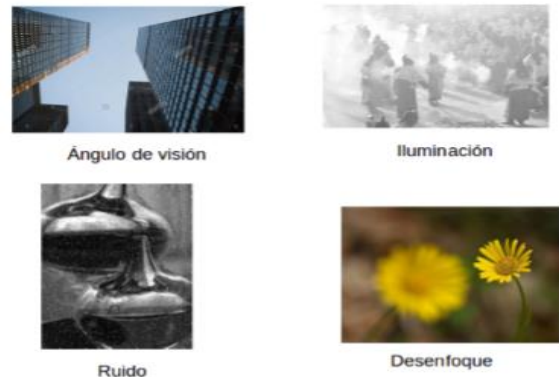 Ángulo de visión
Iluminación
Ruido
Desenfoque